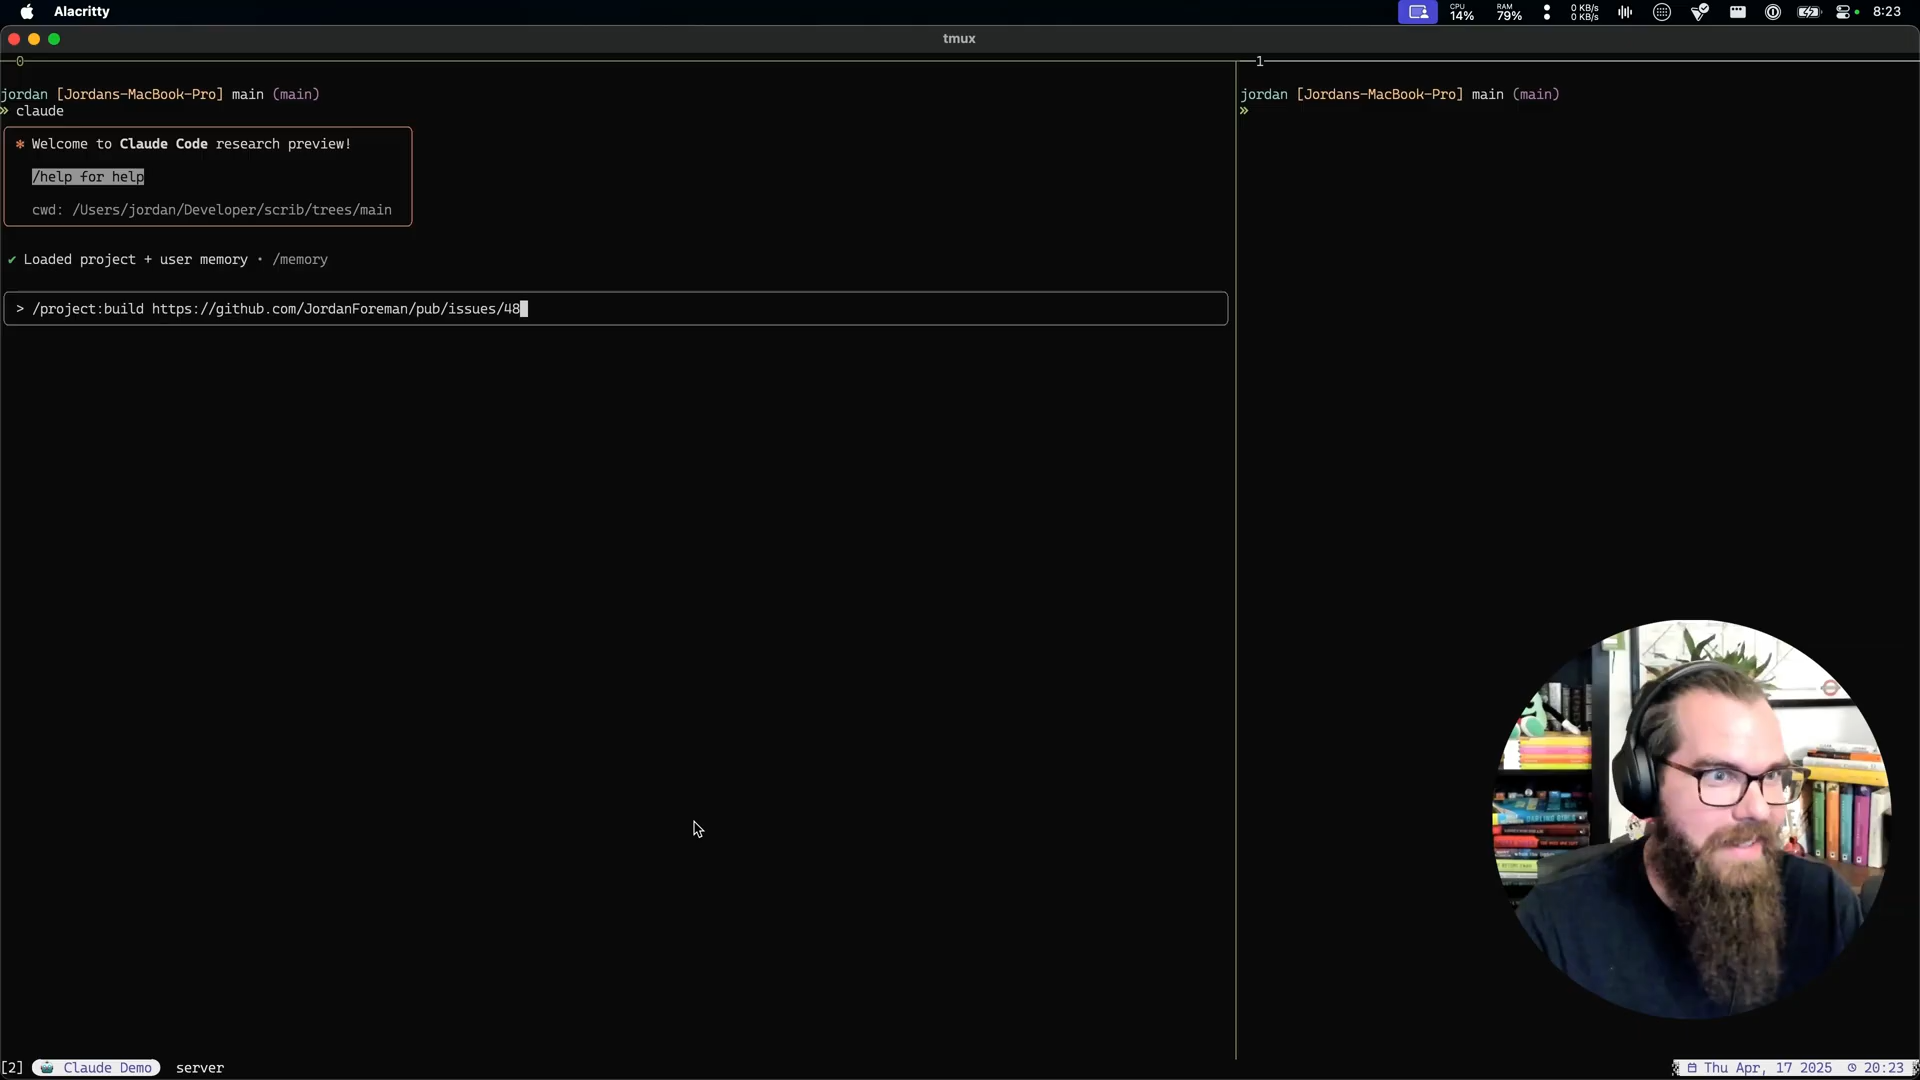 Alacritty
CPU
14%
RAM
79%
0 KB/s
0 KB/s
8:23
tmux
0
1
jordan [Jordans-MacBook-Pro] main (main)
» claude
* Welcome to Claude Code research preview!
/help for help
cwd: /Users/jordan/Developer/scrib/trees/main
✔ Loaded project + user memory · /memory
> /project:build https://github.com/JordanForeman/pub/issues/48
jordan [Jordans-MacBook-Pro] main (main)
»
DARLING GIRLS
[2] Claude Demo server
Thu Apr, 17 2025 20:23